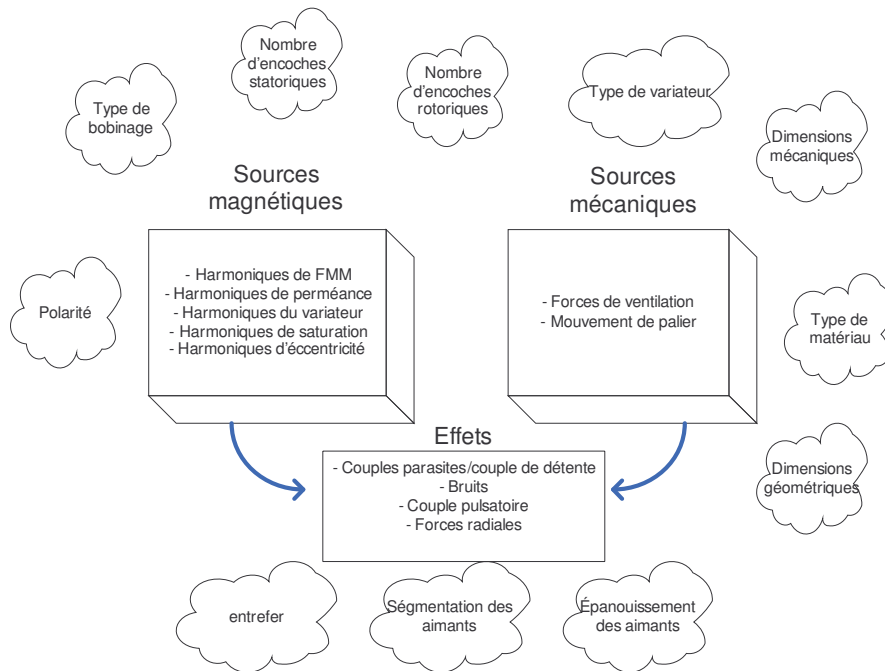 Nombre
d'encoches
statoriques
Nombre
d'encoches
rotoriques
Type de variateur
Type de
bobinage
Dimensions
mécaniques
Sources
magnétiques
Sources
mécaniques
- Harmoniques de FMM
- Harmoniques de perméance
- Harmoniques du variateur
- Harmoniques de saturation
- Harmoniques d'éccentricité
- Forces de ventilation
- Mouvement de palier
Polarité
Type de
matériau
Effets
- Couples parasites/couple de détente
- Bruits
- Couple pulsatoire
- Forces radiales
Dimensions
géométriques
entrefer
Ségmentation des
aimants
Épanouissement
des aimants